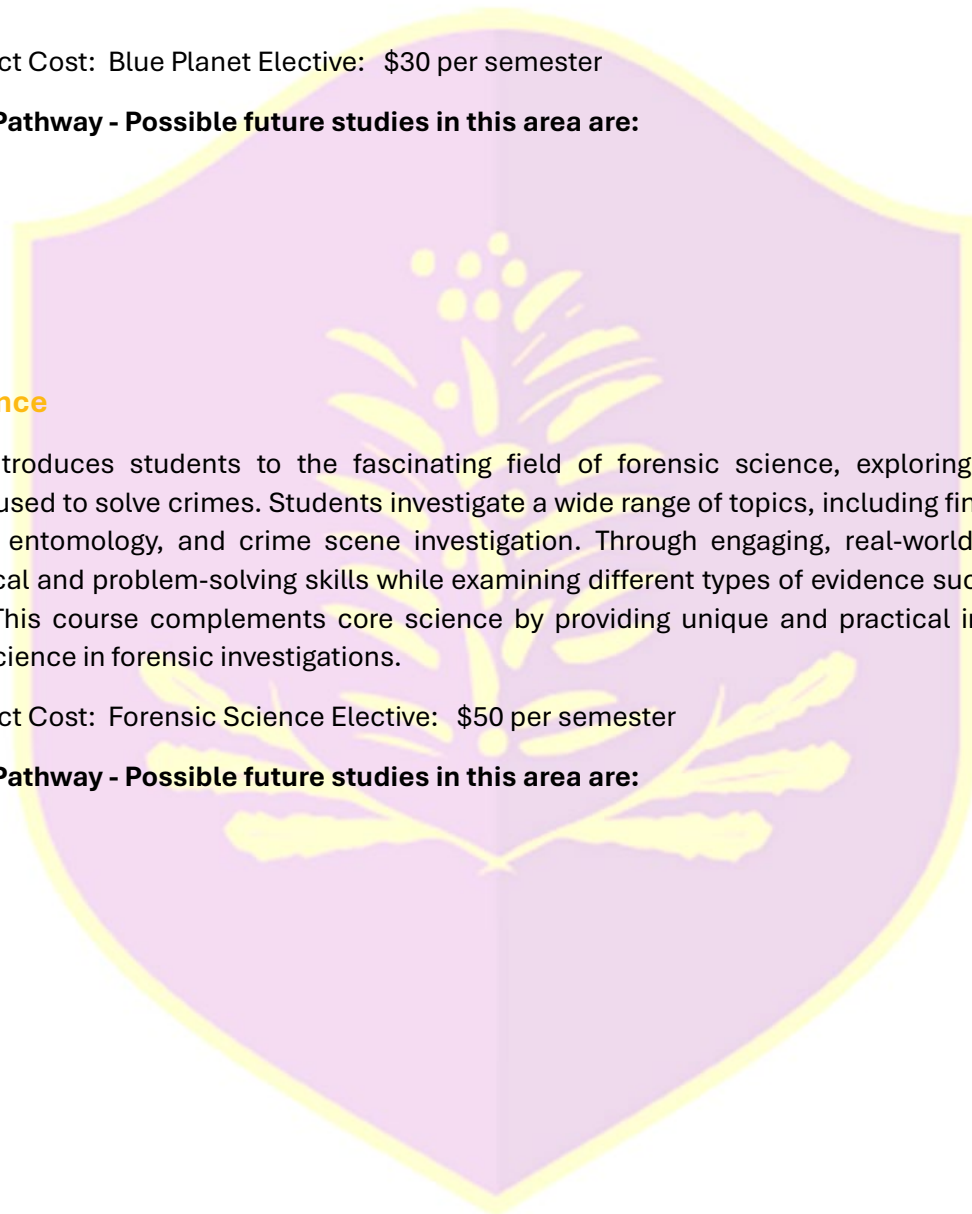 ct Cost: Blue Planet Elective: $30 per semester
Pathway - Possible future studies in this area are:
nce
troduces students to the fascinating field of forensic science, exploring
used to solve crimes. Students investigate a wide range of topics, including fin
entomology, and crime scene investigation. Through engaging, real-world
cal and problem-solving skills while examining different types of evidence suc
This course complements core science by providing unique and practical in
cience in forensic investigations.
ct Cost: Forensic Science Elective: $50 per semester
Pathway - Possible future studies in this area are: